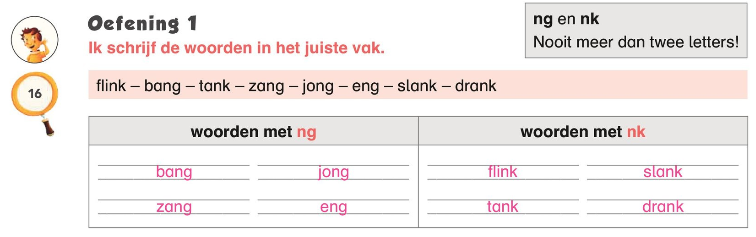 Oefening 1
Ik schrijf de woorden in het juiste vak.
ng en nk
Nooit meer dan twee letters!
16
flink – bang – tank – zang – jong – eng – slank – drank
woorden met ng
woorden met nk
bang jong flink slank
zang eng tank drank